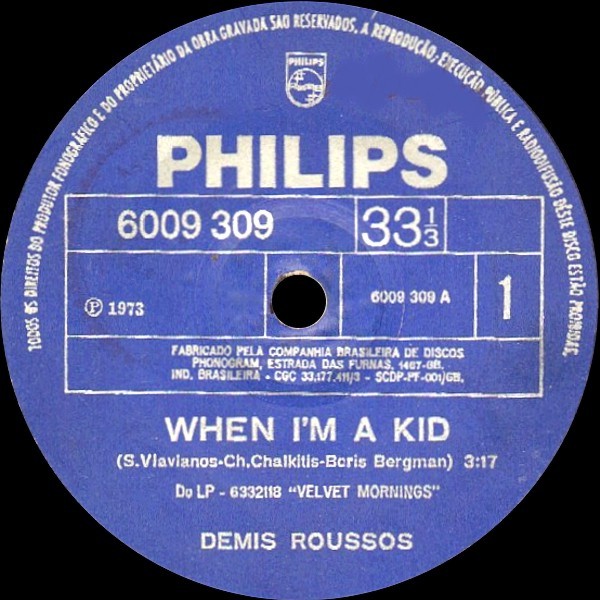 TODOS OS DIREITOS DO PRODUTOR FONOGRÁFICO E DO PROPRIETÁRIO DA OBRA GRAVADA SÃO RESERVADOS. A REPRODUÇÃO, EXECUÇÃO PÚBLICA E RADIODIFUSÃO DÊSTE DISCO ESTÃO PROIBIDAS.
PHILIPS
PHILIPS
6009 309
33 1/3
Ⓟ 1973
6009 309 A
1
FABRICADO PELA COMPANHIA BRASILEIRA DE DISCOS
PHONOGRAM, ESTRADA DAS FURNAS, 1467-GB.
IND. BRASILEIRA - CGC 33.177.411/3 - SCDP-PF-001/GB.
WHEN I'M A KID
(S.Vlavianos-Ch.Chalkitis-Boris Bergman) 3:17
Do LP - 6332118 "VELVET MORNINGS"
DEMIS ROUSSOS